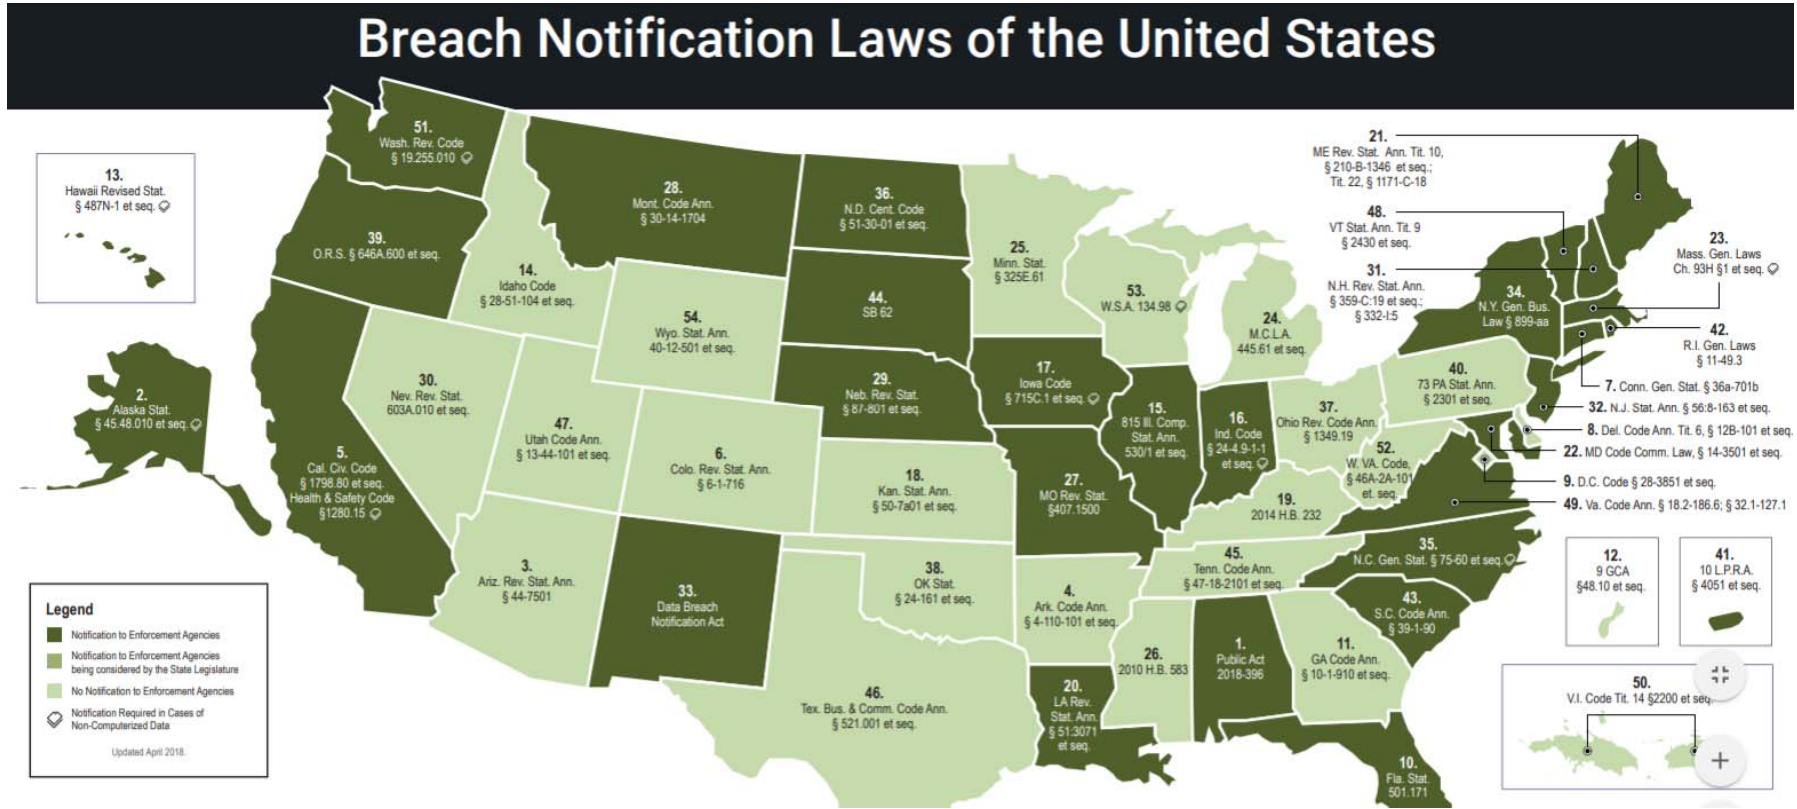 Breach Notification Laws of the United States
13.
Hawaii Revised Stat.
§ 487N-1 et seq.
2.
Alaska Stat.
§ 45.48.010 et seq.
51.
Wash. Rev. Code
§ 19.255.010
39.
O.R.S. § 646A.600 et seq.
5.
Cal. Civ. Code
§ 1798.80 et seq.
Health & Safety Code
§1280.15
14.
Idaho Code
§ 28-51-104 et seq.
30.
Nev. Rev. Stat.
603A.010 et seq.
28.
Mont. Code Ann.
§ 30-14-1704
54.
Wyo. Stat. Ann.
40-12-501 et seq.
47.
Utah Code Ann.
§ 13-44-101 et seq.
6.
Colo. Rev. Stat. Ann.
§ 6-1-716
3.
Ariz. Rev. Stat. Ann.
§ 44-7501
33.
Data Breach
Notification Act
36.
N.D. Cent. Code
§ 51-30-01 et seq.
44.
SB 62
29.
Neb. Rev. Stat.
§ 87-801 et seq.
18.
Kan. Stat. Ann.
§ 50-7a01 et seq.
38.
OK Stat.
§ 24-161 et seq.
46.
Tex. Bus. & Comm. Code Ann.
§ 521.001 et seq.
25.
Minn. Stat.
§ 325E.61
17.
Iowa Code
§ 715C.1 et seq.
27.
MO Rev. Stat.
§407.1500
4.
Ark. Code Ann.
§ 4-110-101 et seq.
20.
LA Rev.
Stat. Ann.
§ 51:3071
et seq.
53.
W.S.A. 134.98
15.
815 Ill. Comp.
Stat. Ann.
530/1 et seq.
24.
M.C.L.A.
445.61 et seq.
16.
Ind. Code
§ 24-4.9-1-1
et seq.
37.
Ohio Rev. Code Ann.
§ 1349.19
19.
2014 H.B. 232
45.
Tenn. Code Ann.
§ 47-18-2101 et seq.
26.
2010 H.B. 583
1.
Public Act
2018-396
11.
GA Code Ann.
§ 10-1-910 et seq.
10.
Fla. Stat.
501.171
43.
S.C. Code Ann.
§ 39-1-90
35.
N.C. Gen. Stat. § 75-60 et seq.
52.
W. VA. Code,
§ 46A-2A-101
et. seq.
40.
73 PA Stat. Ann.
§ 2301 et seq.
34.
N.Y. Gen. Bus.
Law § 899-aa
21.
ME Rev. Stat. Ann. Tit. 10,
§ 210-B-1346 et seq.;
Tit. 22, § 1171-C-18
48.
VT Stat. Ann. Tit. 9
§ 2430 et seq.
31.
N.H. Rev. Stat. Ann.
§ 359-C:19 et seq.;
§ 332-I:5
23.
Mass. Gen. Laws
Ch. 93H §1 et seq.
42.
R.I. Gen. Laws
§ 11-49.3
7. Conn. Gen. Stat. § 36a-701b
32. N.J. Stat. Ann. § 56:8-163 et seq.
8. Del. Code Ann. Tit. 6, § 12B-101 et seq.
22. MD Code Comm. Law, § 14-3501 et seq.
9. D.C. Code § 28-3851 et seq.
49. Va. Code Ann. § 18.2-186.6; § 32.1-127.1
12.
9 GCA
§48.10 et seq.
41.
10 L.P.R.A.
§ 4051 et seq.
50.
V.I. Code Tit. 14 §2200 et seq.
Legend
Notification to Enforcement Agencies
Notification to Enforcement Agencies
being considered by the State Legislature
No Notification to Enforcement Agencies
Notification Required in Cases of
Non-Computerized Data
Updated April 2018.